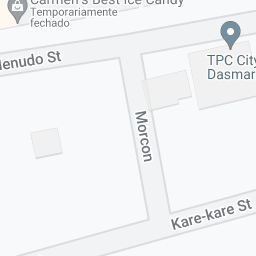 Carmen's Best Ice Candy
Temporariamente
fechado
Menudo St
TPC City
Dasmar
Morcon
Kare-kare St